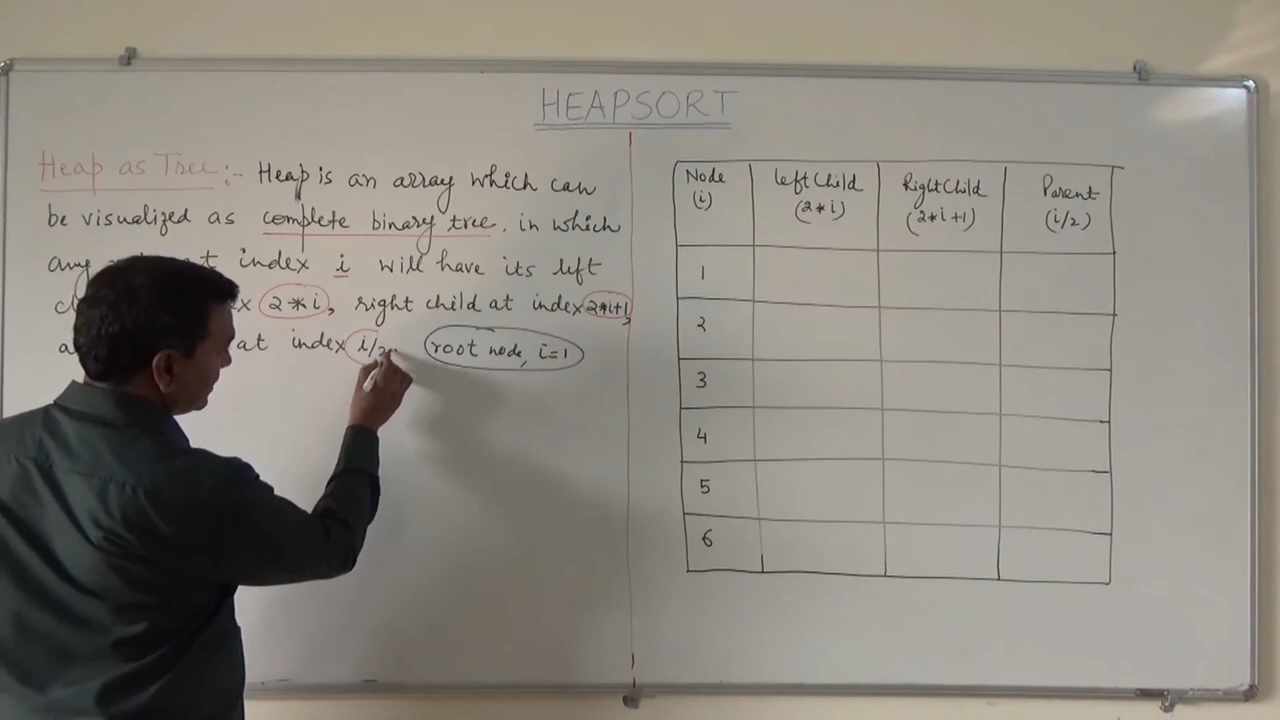 HEAPSORT
Heap as Tree:- Heap is an array which can
be visualized as complete binary tree, in which
any index i will have its left
2*i, right child at index 2*i+1,
at index i/2. root node, i=1
Node (i) Left Child (2*i) Right Child (2*i+1) Parent (i/2)
1
2
3
4
5
6